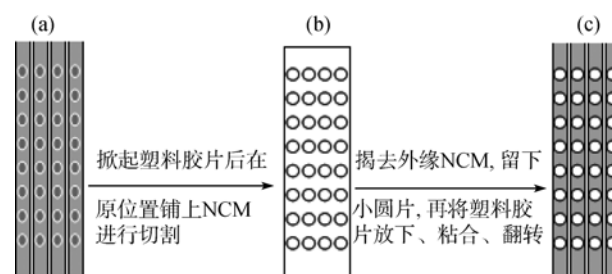 (a)
(b)
(c)
掀起塑料胶片后在
原位置铺上NCM
进行切割
揭去外缘NCM, 留下
小圆片, 再将塑料胶
片放下、粘合、翻转